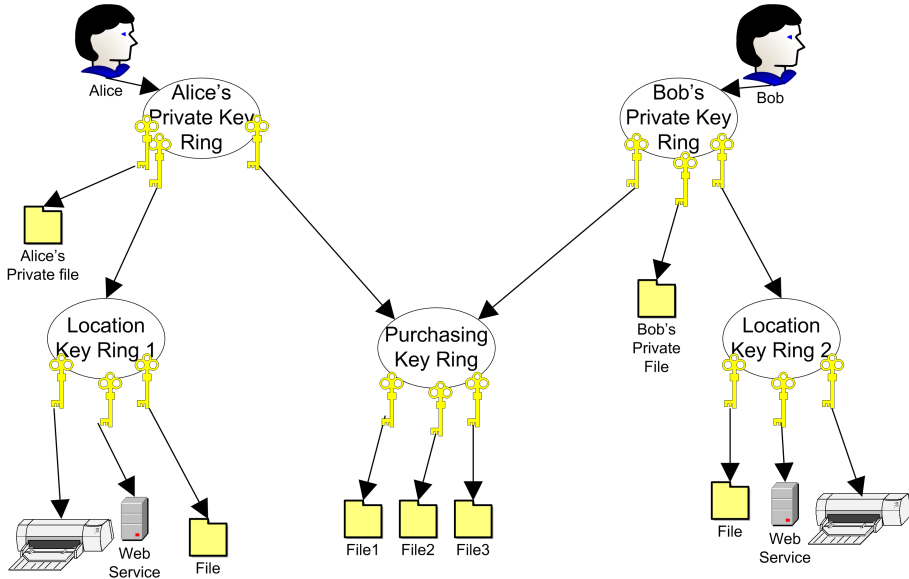 Alice
Bob
Alice's
Private Key
Ring
Bob's
Private Key
Ring
Alice's
Private file
Location
Key Ring 1
Purchasing
Key Ring
Bob's
Private
File
Location
Key Ring 2
Web
Service
File
File1
File2
File3
File
Web
Service